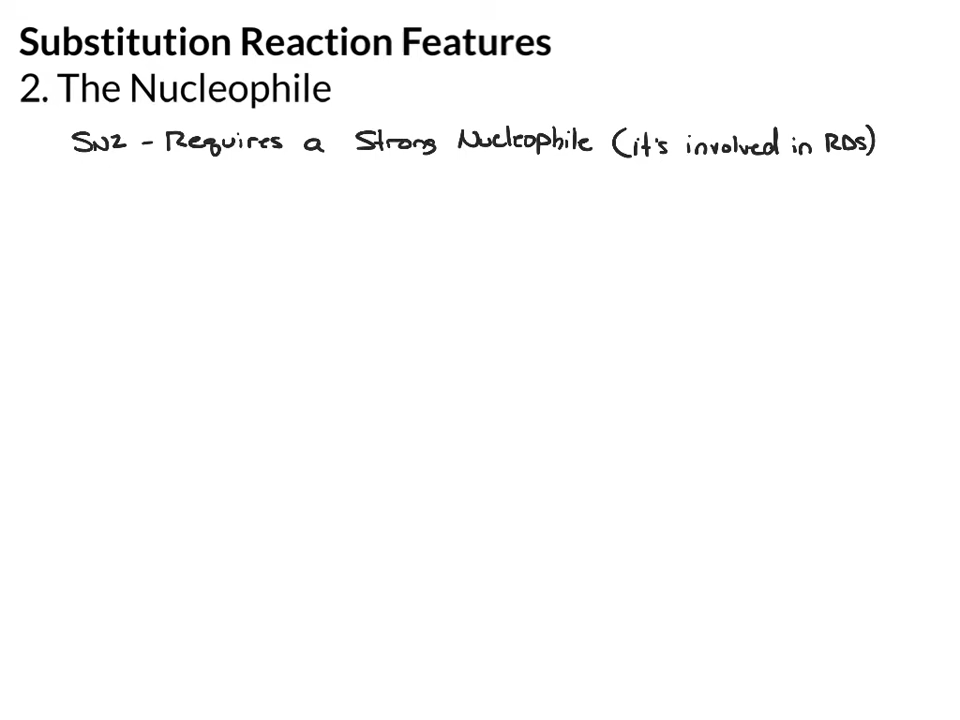 Substitution Reaction Features
2. The Nucleophile
SN2 - Requires a Strong Nucleophile (it's involved in RDS)